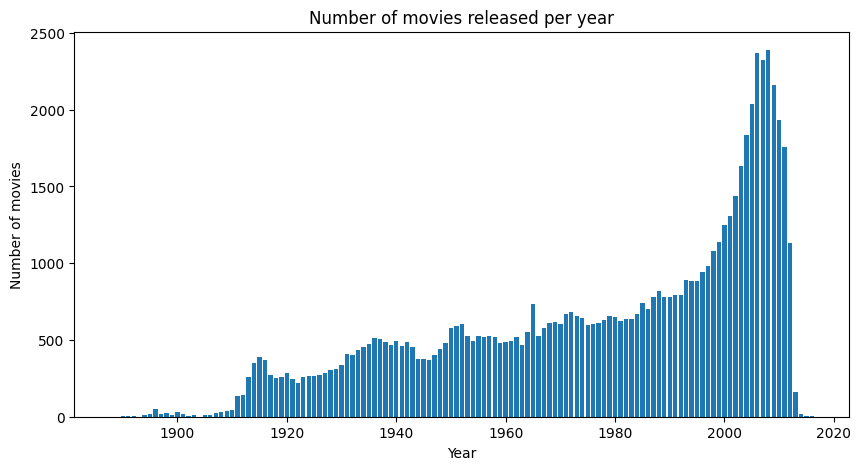 Number of movies released per year
Number of movies
2500
2000
1500
1000
500
0
1900 1920 1940 1960 1980 2000 2020
Year